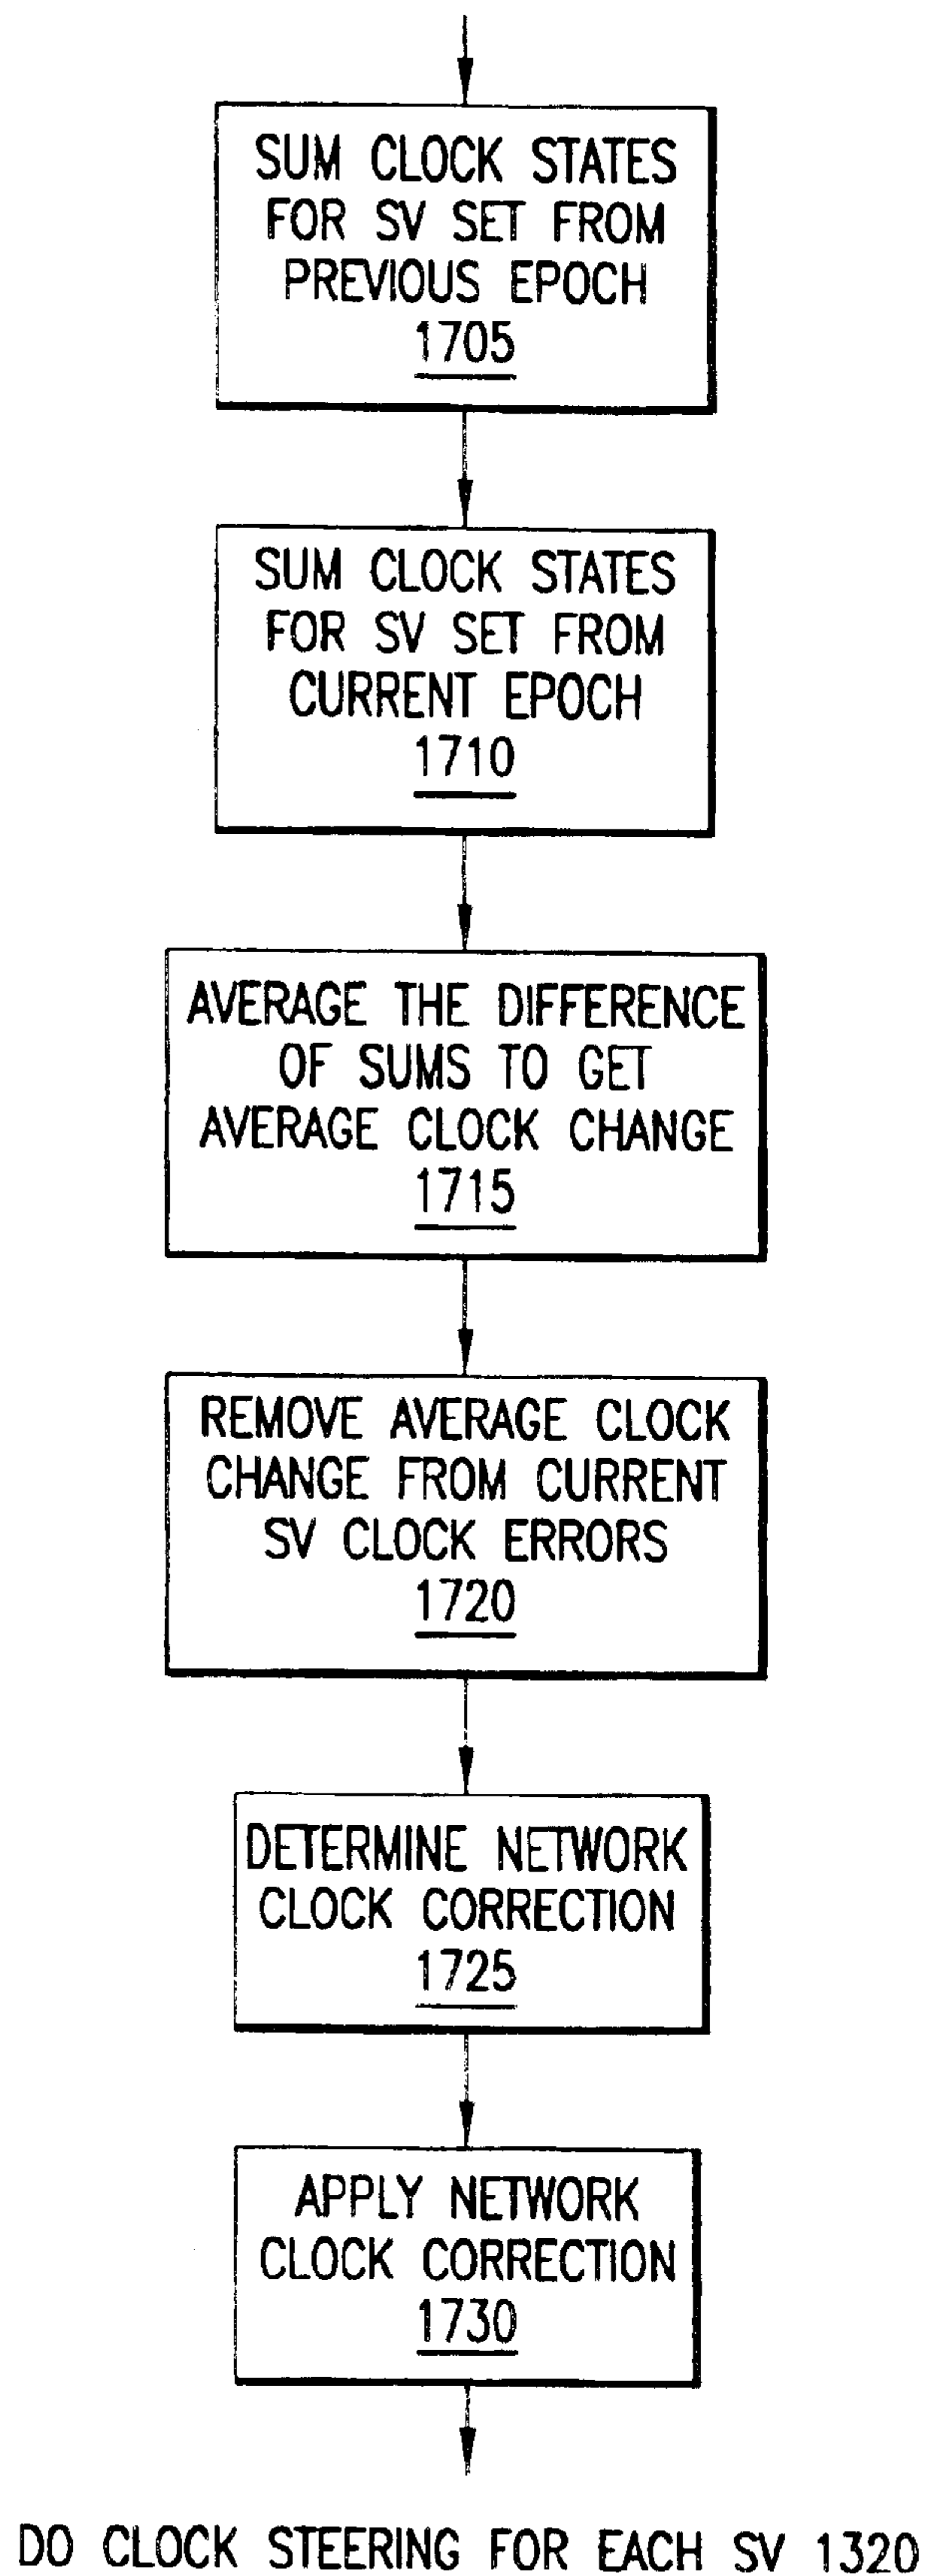 SUM CLOCK STATES
FOR SV SET FROM
PREVIOUS EPOCH
1705
SUM CLOCK STATES
FOR SV SET FROM
CURRENT EPOCH
1710
AVERAGE THE DIFFERENCE
OF SUMS TO GET
AVERAGE CLOCK CHANGE
1715
REMOVE AVERAGE CLOCK
CHANGE FROM CURRENT
SV CLOCK ERRORS
1720
DETERMINE NETWORK
CLOCK CORRECTION
1725
APPLY NETWORK
CLOCK CORRECTION
1730
DO CLOCK STEERING FOR EACH SV 1320